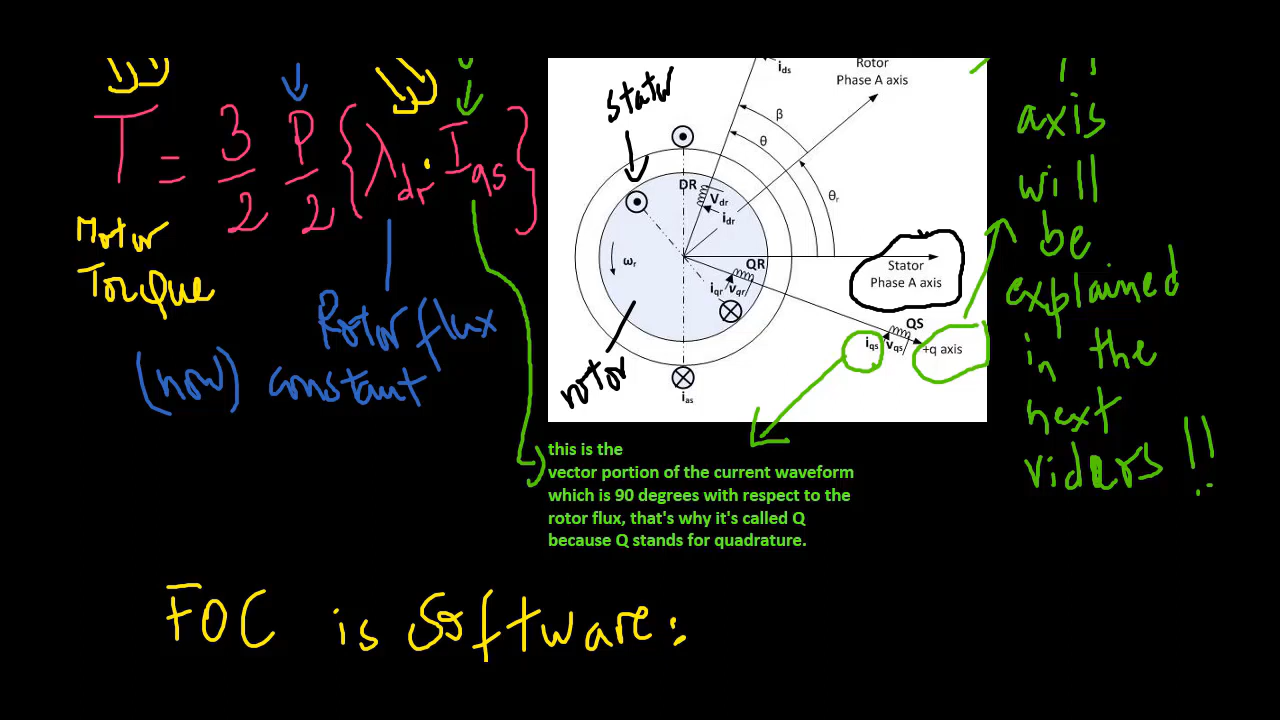 T = 3/2 P/2 {λdr · Iqs}
Motor
Torque
Rotor flux
(now) constant
stator
rotor
ids
Rotor
Phase A axis
β
θ
θr
DR
Vdr
idr
ωr
QR
iqr
vqr
Stator
Phase A axis
QS
iqs
vqs
+q axis
ias
this is the
vector portion of the current waveform
which is 90 degrees with respect to the
rotor flux, that's why it's called Q
because Q stands for quadrature.
axis
will
be
explained
in the
next
viders !!
FOC is Software: